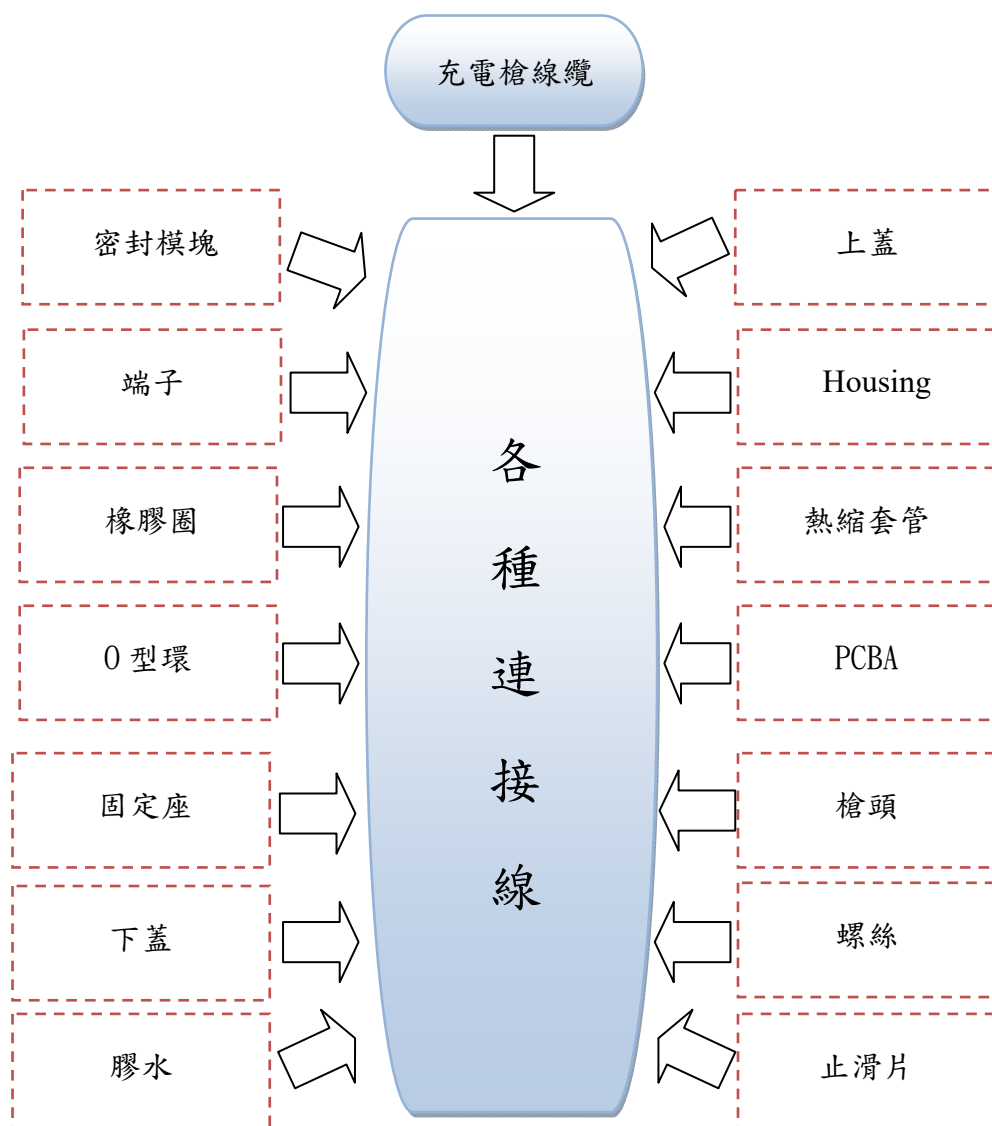 充電槍線纜
密封模塊
上蓋
端子
Housing
橡膠圈
熱縮套管
O型環
PCBA
固定座
槍頭
下蓋
螺絲
膠水
止滑片
各種連接線